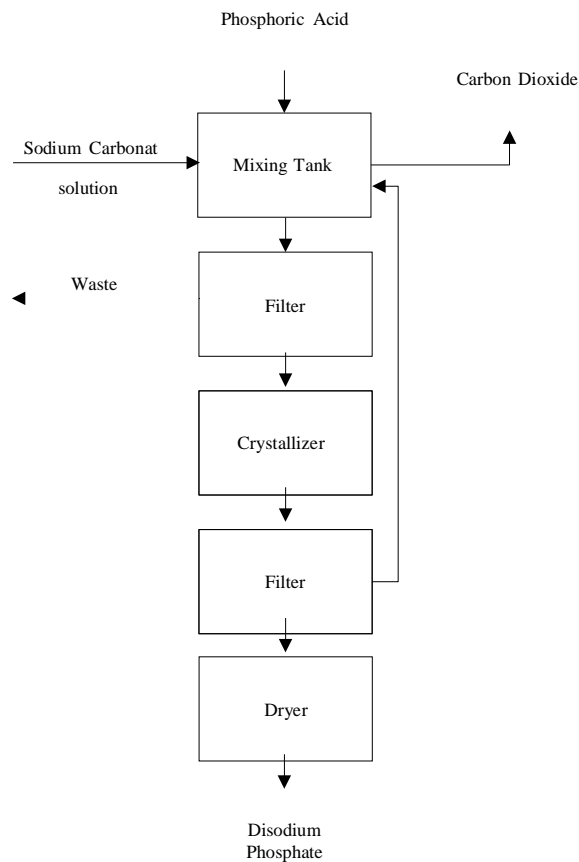 Phosphoric Acid
Carbon Dioxide
Sodium Carbonat
solution
Mixing Tank
Waste
Filter
Crystallizer
Filter
Dryer
Disodium
Phosphate